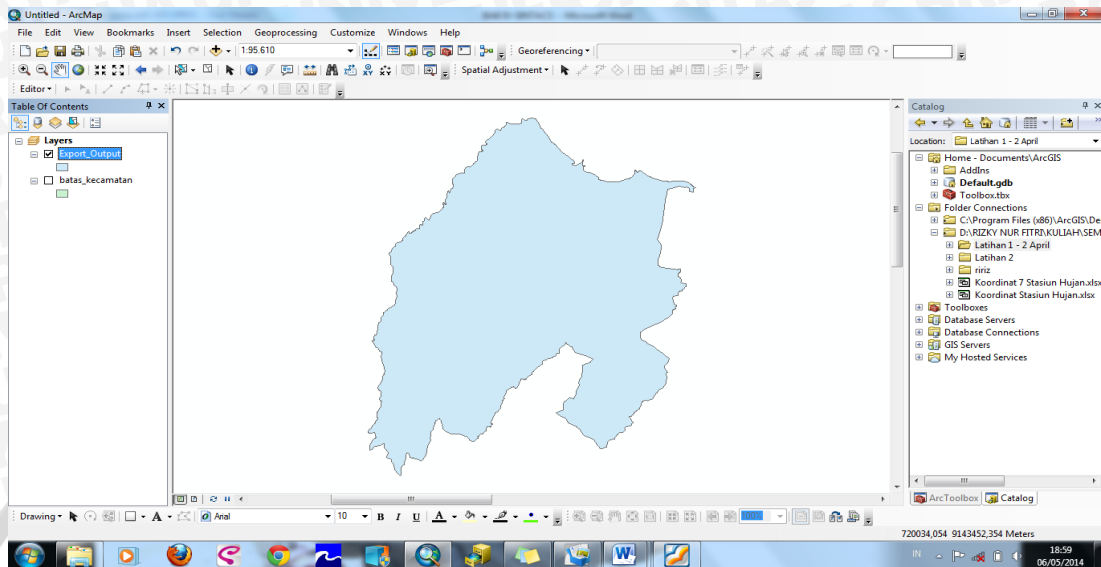 Untitled - ArcMap
File Edit View Bookmarks Insert Selection Geoprocessing Customize Windows Help
1:95.610
Georeferencing
Spatial Adjustment
Editor
Table Of Contents
Layers
Export_Output
batas_kecamatan
Catalog
Location: Latihan 1 - 2 April
Home - Documents\ArcGIS
AddIns
Default.gdb
Toolbox.tbx
Folder Connections
C:\Program Files (x86)\ArcGIS\De
D:\RIZKY NUR FITRI\KULIAH\SEM
Latihan 1 - 2 April
Latihan 2
ririz
Koordinat 7 Stasiun Hujan.xlsx
Koordinat Stasiun Hujan.xlsx
Toolboxes
Database Servers
Database Connections
GIS Servers
My Hosted Services
ArcToolbox Catalog
Drawing A Arial 10 B I U A 100%
720034,054 9143452,354 Meters
IN 18:59
06/05/2014